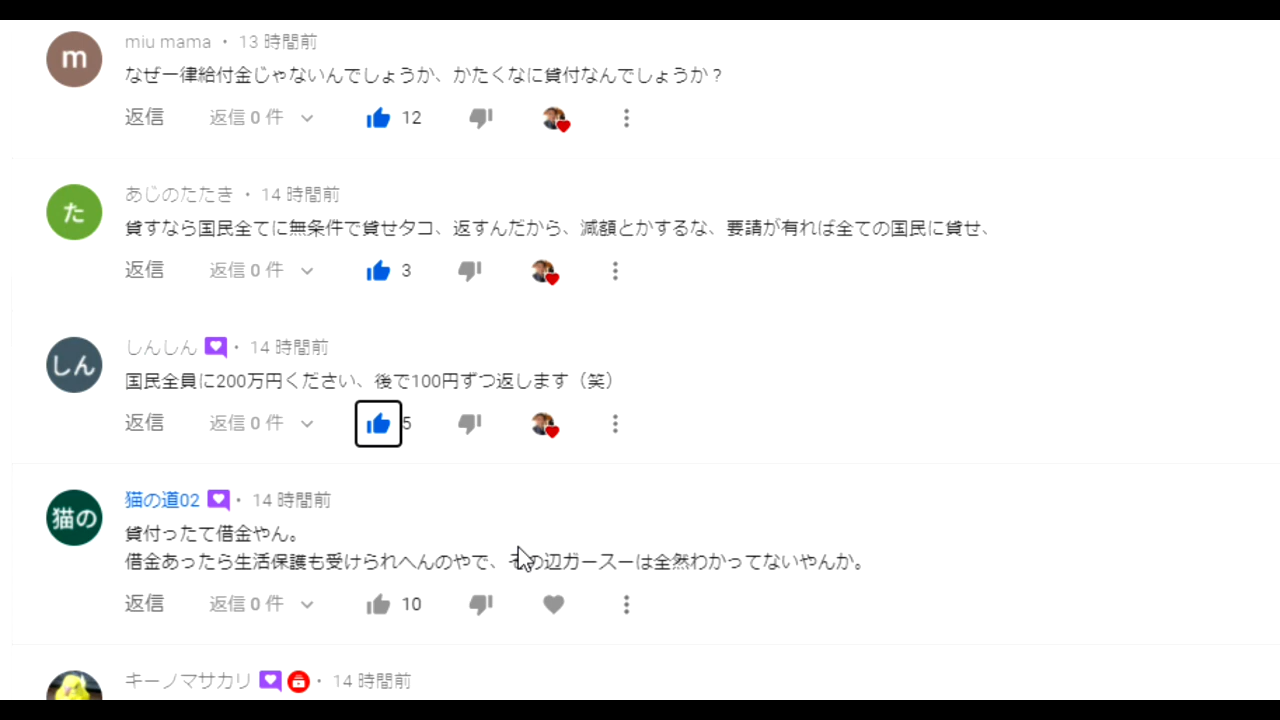 m
miu mama • 13 時間前
なぜ一律給付金じゃないんでしょうか、かたくなに貸付なんでしょうか？
返信 返信 0 件 12
た
あじのたたき • 14 時間前
貸すなら国民全てに無条件で貸せタコ、返すんだから、減額とかするな、要請が有れば全ての国民に貸せ、
返信 返信 0 件 3
しん
しんしん • 14 時間前
国民全員に200万円ください、後で100円ずつ返します（笑）
返信 返信 0 件 5
猫の
猫の道02 • 14 時間前
貸付ったて借金やん。
借金あったら生活保護も受けられへんのやで、その辺ガースーは全然わかってないやんか。
返信 返信 0 件 10
キーノマサカリ • 14 時間前